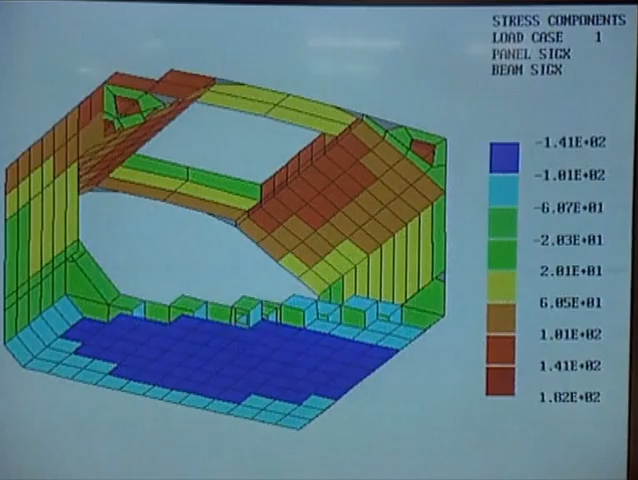 STRESS COMPONENTS
LOAD CASE 1
PANEL SIGX
BEAM SIGX
-1.41E+02
-1.01E+02
-6.07E+01
-2.03E+01
2.01E+01
6.05E+01
1.01E+02
1.41E+02
1.82E+02